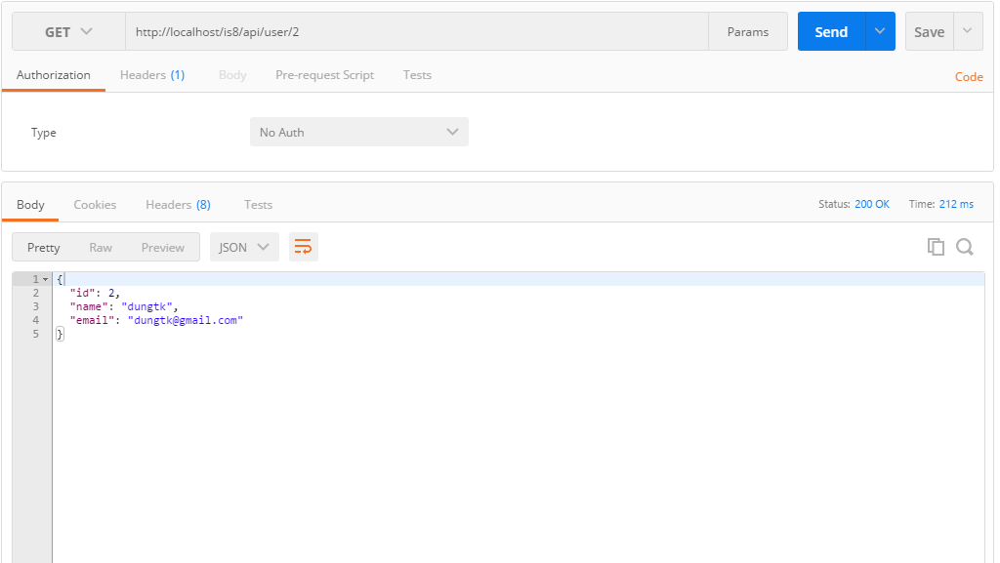 GET http://localhost/is8/api/user/2 Params Send Save
Authorization Headers (1) Body Pre-request Script Tests Code
Type No Auth
Body Cookies Headers (8) Tests Status: 200 OK Time: 212 ms
Pretty Raw Preview JSON
1 {
2 "id": 2,
3 "name": "dungtk",
4 "email": "dungtk@gmail.com"
5 }